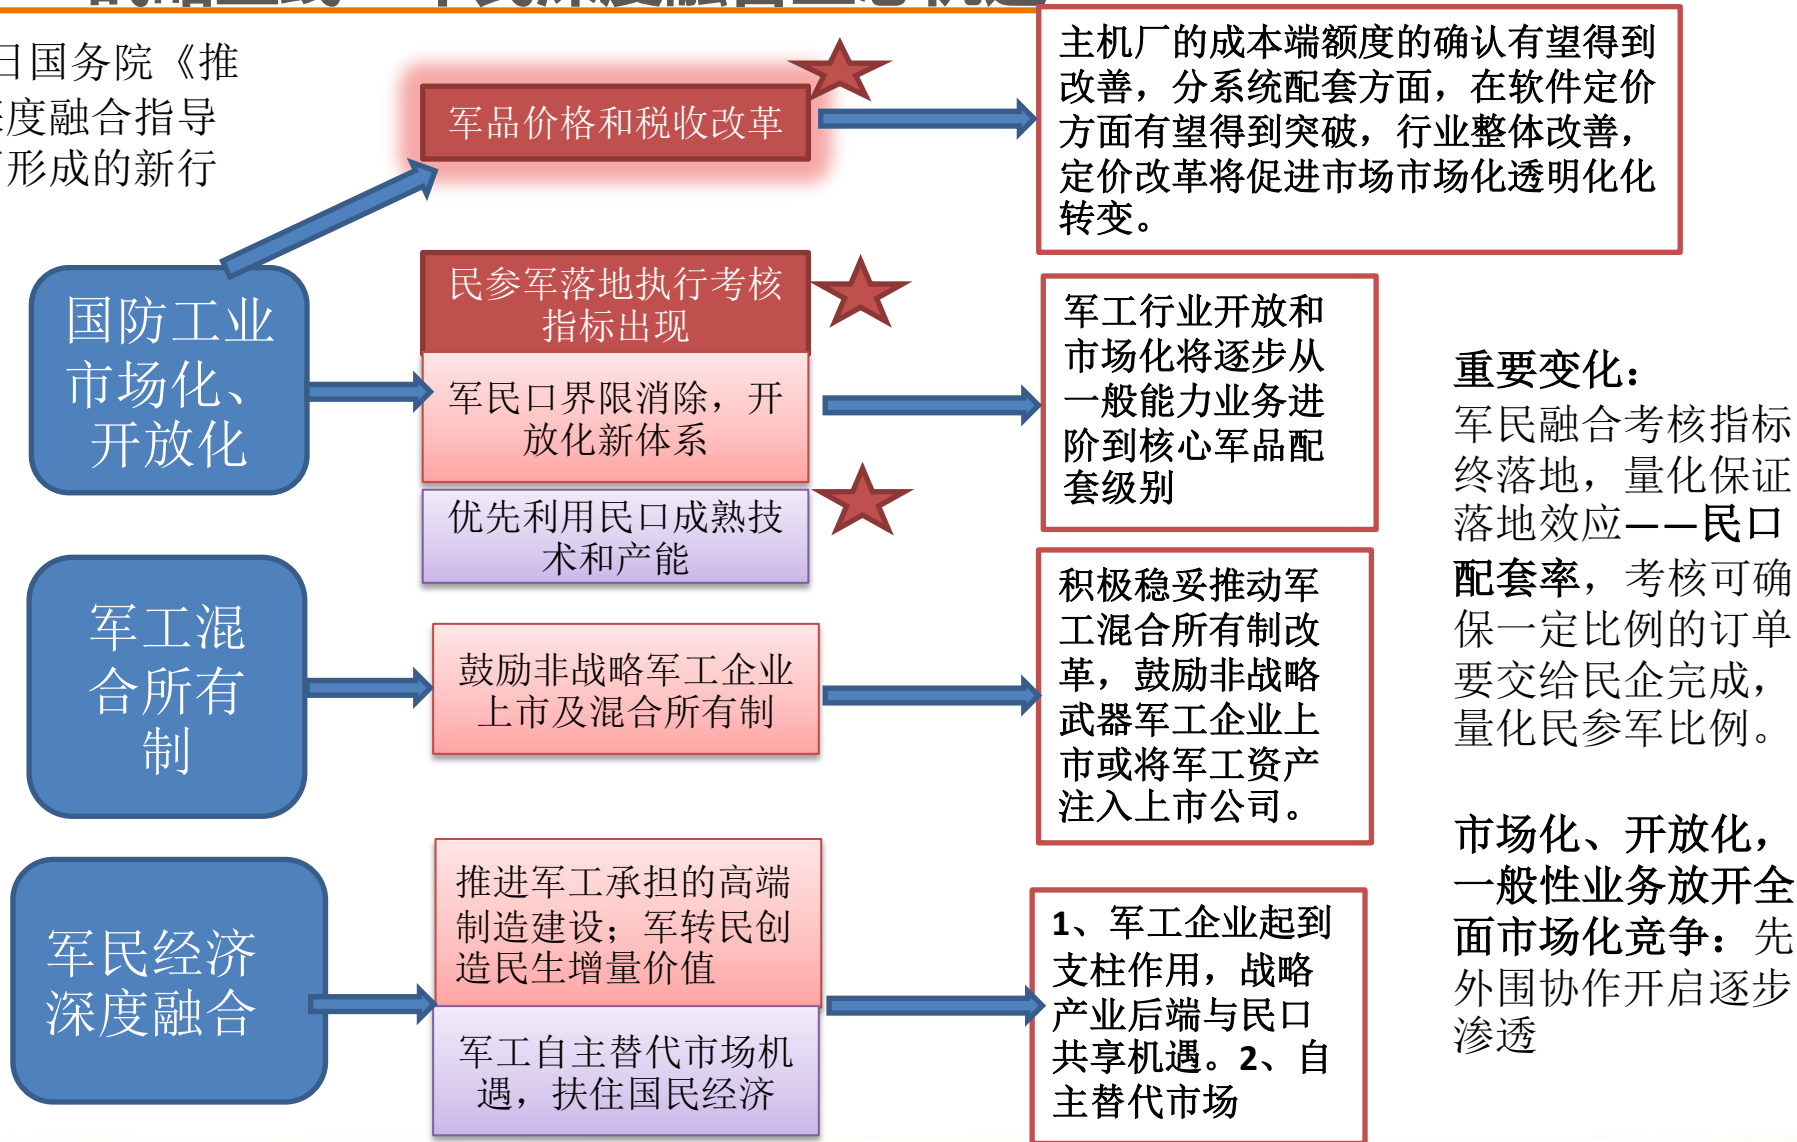 日国务院《推
深度融合指导
形成的新行
军品价格和税收改革
主机厂的成本端额度的确认有望得到
改善，分系统配套方面，在软件定价
方面有望得到突破，行业整体改善，
定价改革将促进市场市场化透明化化
转变。
国防工业
市场化、
开放化
民参军落地执行考核
指标出现
军民口界限消除，开
放化新体系
优先利用民口成熟技
术和产能
军工行业开放和
市场化将逐步从
一般能力业务进
阶到核心军品配
套级别
军工混
合所有
制
鼓励非战略军工企业
上市及混合所有制
积极稳妥推动军
工混合所有制改
革，鼓励非战略
武器军工企业上
市或将军工资产
注入上市公司。
军民经济
深度融合
推进军工承担的高端
制造建设；军转民创
造民生增量价值
军工自主替代市场机
遇，扶住国民经济
1、军工企业起到
支柱作用，战略
产业后端与民口
共享机遇。2、自
主替代市场
重要变化：
军民融合考核指标
终落地，量化保证
落地效应——民口
配套率，考核可确
保一定比例的订单
要交给民企完成，
量化民参军比例。
市场化、开放化，
一般性业务放开全
面市场化竞争：先
外围协作开启逐步
渗透